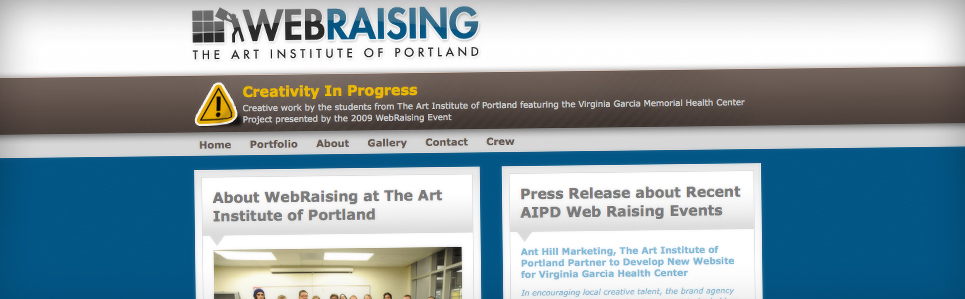 WEBRAISING
THE ART INSTITUTE OF PORTLAND
Creativity In Progress
Creative work by the students from The Art Institute of Portland featuring the Virginia Garcia Memorial Health Center
Project presented by the 2009 WebRaising Event
Home Portfolio About Gallery Contact Crew
About WebRaising at The Art
Institute of Portland
Press Release about Recent
AIPD Web Raising Events
Ant Hill Marketing, The Art Institute of
Portland Partner to Develop New Website
for Virginia Garcia Health Center
In encouraging local creative talent, the brand agency